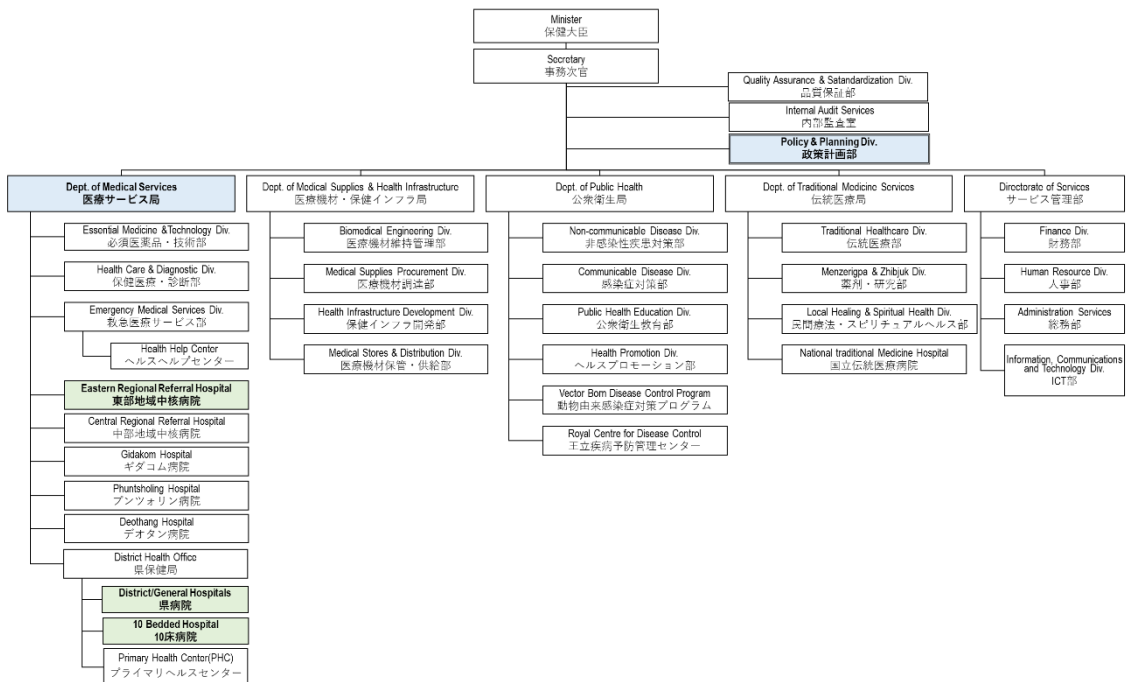 Minister
保健大臣
Secretary
事務次官
Quality Assurance & Satandardization Div.
品質保証部
Internal Audit Services
内部監査室
Policy & Planning Div.
政策計画部
Dept. of Medical Services
医療サービス局
Essential Medicine &Technology Div.
必須医薬品・技術部
Health Care & Diagnostic Div.
保健医療・診断部
Emergency Medical Services Div.
救急医療サービス部
Health Help Center
ヘルスヘルプセンター
Eastern Regional Referral Hospital
東部地域中核病院
Central Regional Referral Hospital
中部地域中核病院
Gidakom Hospital
ギダコム病院
Phuntsholing Hospital
プンツォリン病院
Deothang Hospital
デオタン病院
District Health Office
県保健局
District/General Hospitals
県病院
10 Bedded Hospital
10床病院
Primary Health Center(PHC)
プライマリヘルスセンター
Dept. of Medical Supplies & Health Infrastructure
医療機材・保健インフラ局
Biomedical Engineering Div.
医療機材維持管理部
Medical Supplies Procurement Div.
医療機材調達部
Health Infrastructure Development Div.
保健インフラ開発部
Medical Stores & Distribution Div.
医療機材保管・供給部
Dept. of Public Health
公衆衛生局
Non-communicable Disease Div.
非感染性疾患対策部
Communicable Disease Div.
感染症対策部
Public Health Education Div.
公衆衛生教育部
Health Promotion Div.
ヘルスプロモーション部
Vector Born Disease Control Program
動物由来感染症対策プログラム
Royal Centre for Disease Control
王立疾病予防管理センター
Dept. of Traditional Medicine Services
伝統医療局
Traditional Healthcare Div.
伝統医療部
Menzerigpa & Zhibjuk Div.
薬剤・研究部
Local Healing & Spiritual Health Div.
民間療法・スピリチュアルヘルス部
National traditional Medicine Hospital
国立伝統医療病院
Directorate of Services
サービス管理部
Finance Div.
財務部
Human Resource Div.
人事部
Administration Services
総務部
Information, Communications
and Technology Div.
ICT部